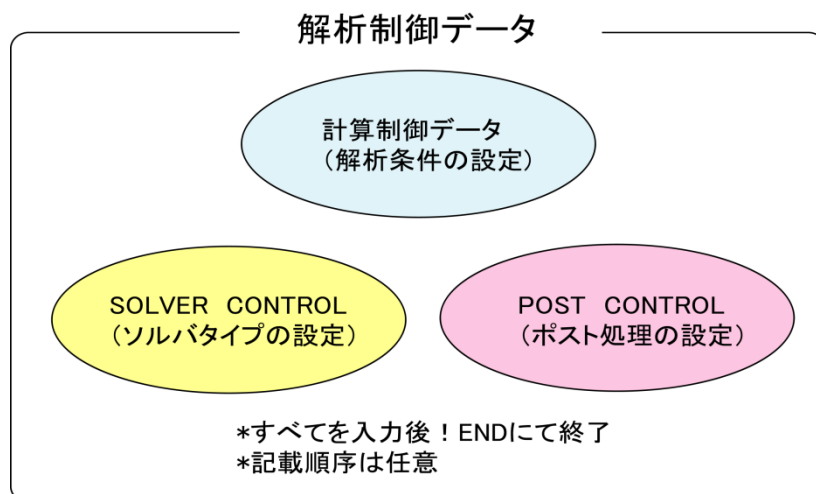 解析制御データ
計算制御データ
（解析条件の設定）
SOLVER CONTROL
（ソルバタイプの設定）
POST CONTROL
（ポスト処理の設定）
*すべてを入力後！ENDにて終了
*記載順序は任意